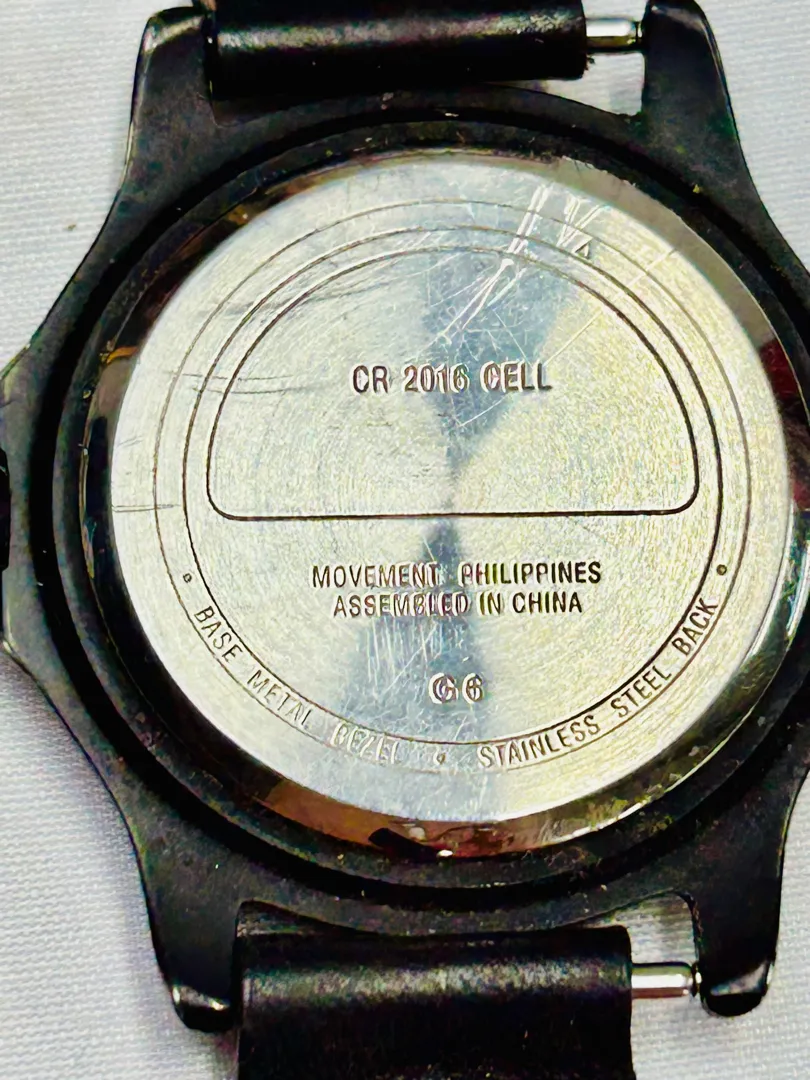 CR 2016 CELL
MOVEMENT PHILIPPINES
ASSEMBLED IN CHINA
G6
BASE METAL BEZEL • STAINLESS STEEL BACK